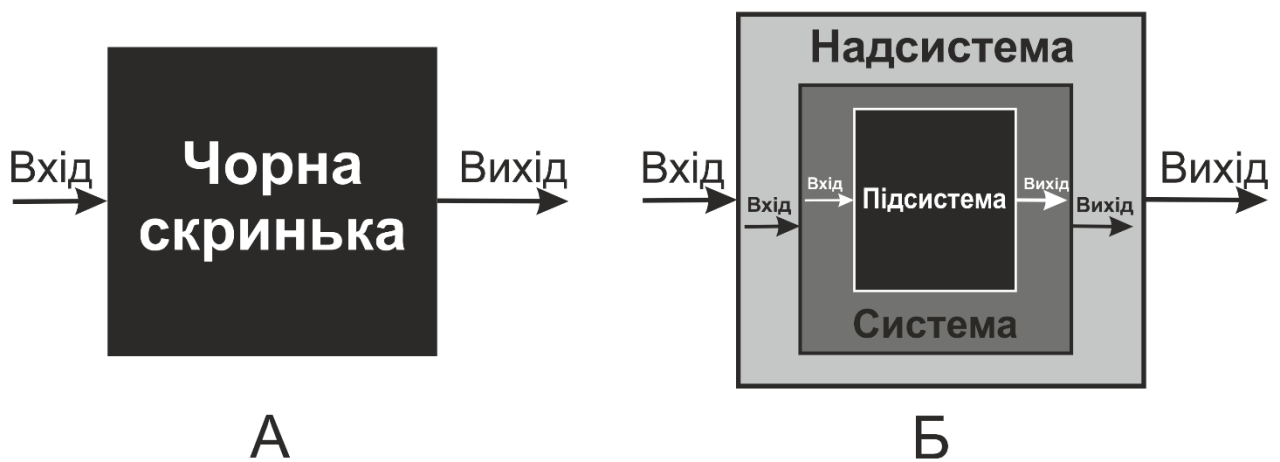 Вхід
Чорна
скринька
Вихід
А
Надсистема
Вхід
Вхід
Вхід
Підсистема
Вихід
Вихід
Вихід
Система
Б